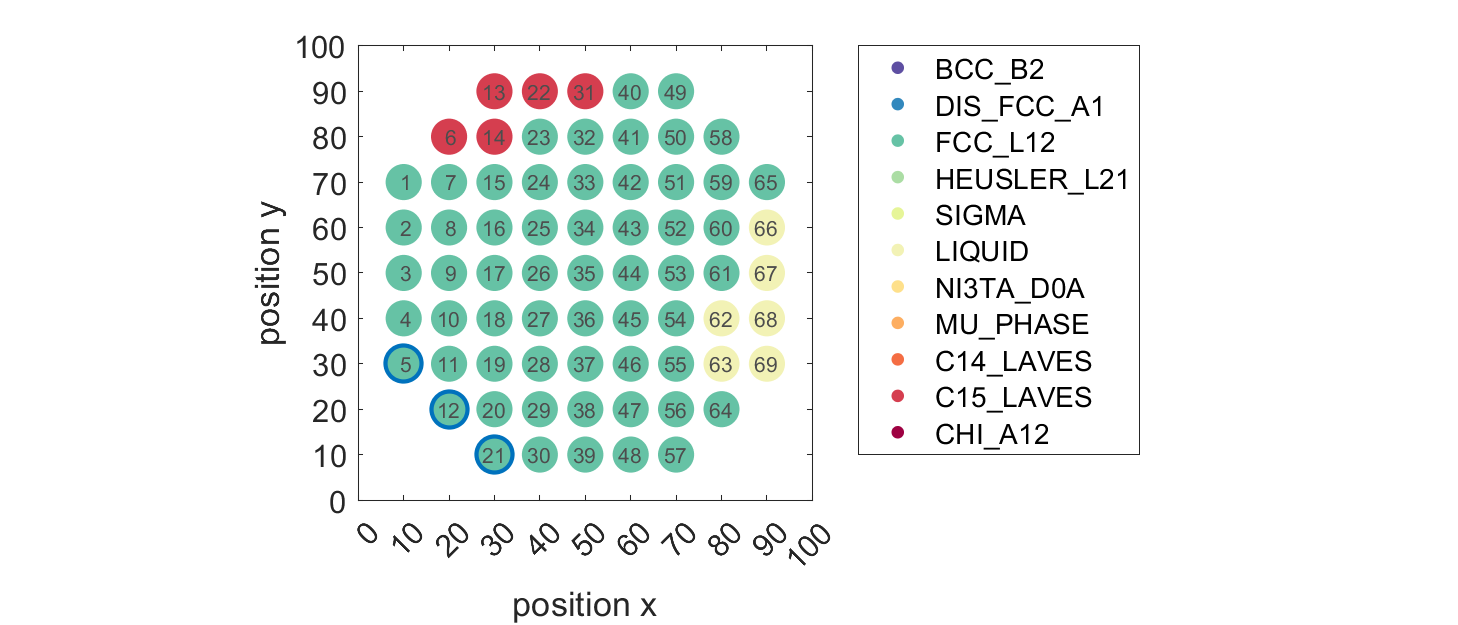 100
90
80
70
60
50
40
30
20
10
0
position y
13 22 31 40 49
6 14 23 32 41 50 58
1 7 15 24 33 42 51 59 65
2 8 16 25 34 43 52 60 66
3 9 17 26 35 44 53 61 67
4 10 18 27 36 45 54 62 68
5 11 19 28 37 46 55 63 69
12 20 29 38 47 56 64
21 30 39 48 57
0 10 20 30 40 50 60 70 80 90 100
position x
BCC_B2
DIS_FCC_A1
FCC_L12
HEUSLER_L21
SIGMA
LIQUID
NI3TA_D0A
MU_PHASE
C14_LAVES
C15_LAVES
CHI_A12